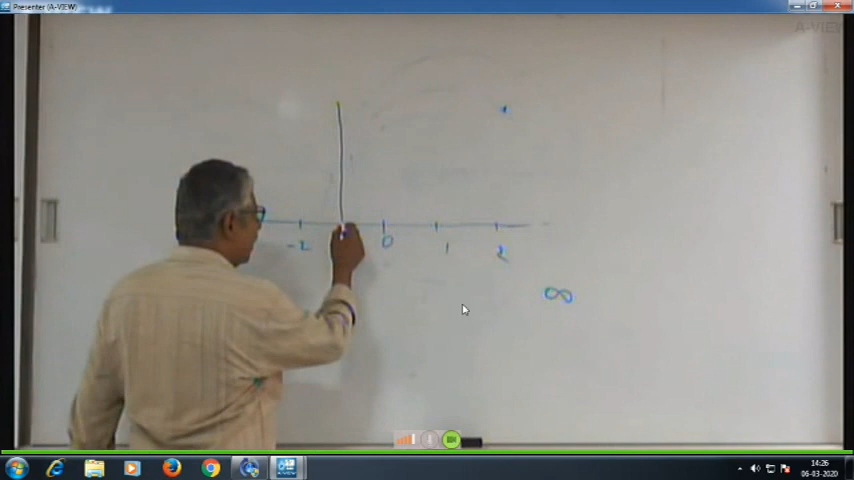 Presenter (A-VIEW)
A-VIEW
-2 0 1 2
∞
14:26
06-03-2020